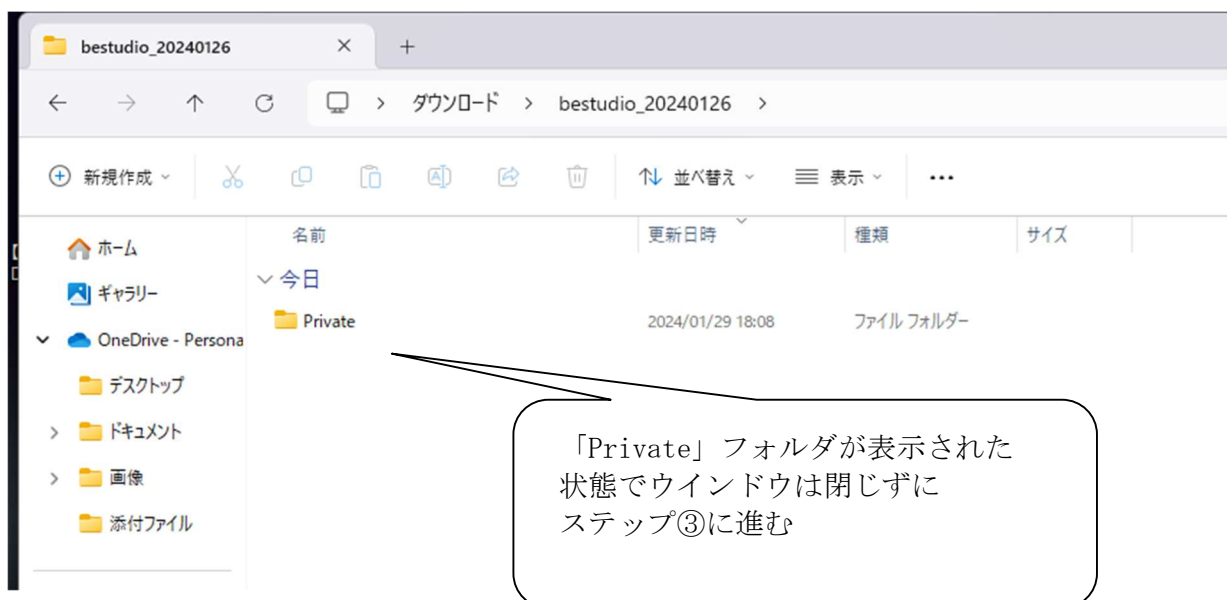 bestudio_20240126
ダウンロード > bestudio_20240126 >
新規作成 並べ替え 表示 ...
名前 更新日時 種類 サイズ
ホーム
今日
ギャラリー
Private 2024/01/29 18:08 ファイル フォルダー
OneDrive - Persona
デスクトップ
ドキュメント
画像
添付ファイル
「Private」フォルダが表示された
状態でウインドウは閉じずに
ステップ③に進む